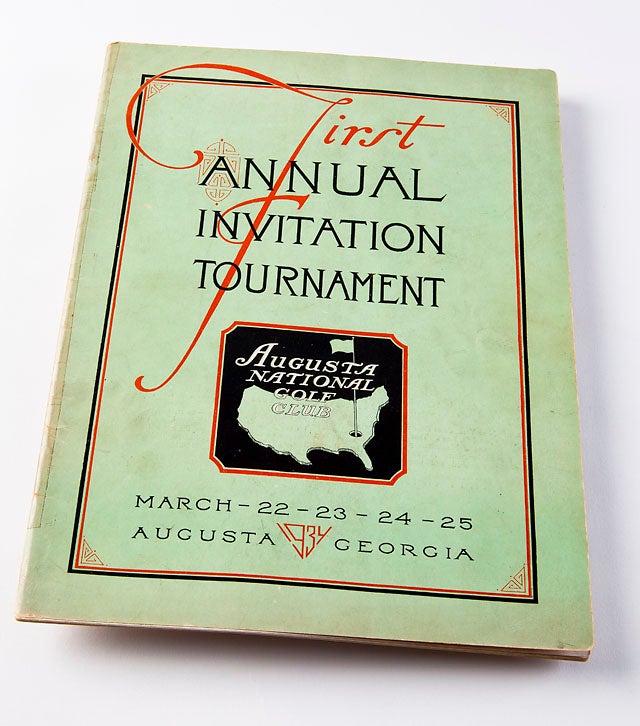 First
ANNUAL
INVITATION
TOURNAMENT
AUGUSTA
NATIONAL
GOLF
CLUB
MARCH - 22 - 23 - 24 - 25
AUGUSTA 1934 GEORGIA